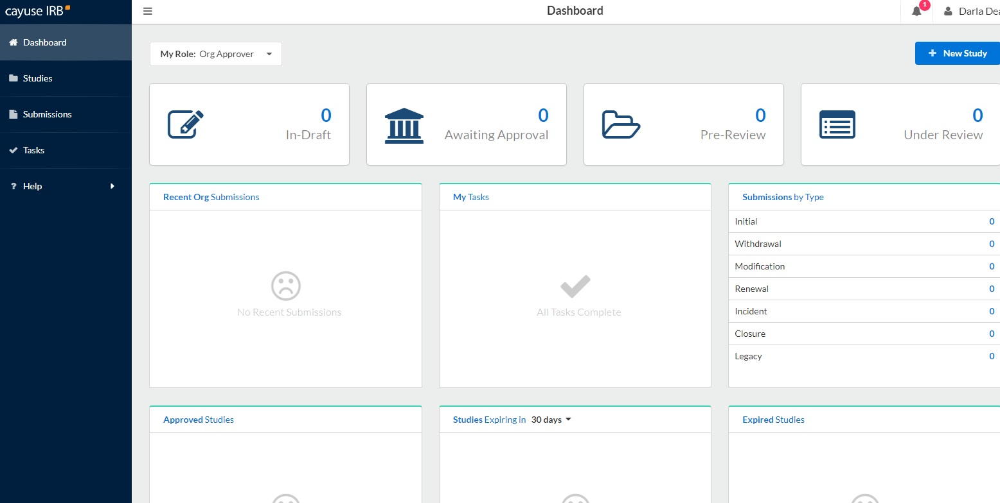 cayuse IRB
Dashboard
1
Darla Dea
Dashboard
Studies
Submissions
Tasks
? Help
My Role: Org Approver
+ New Study
0
In-Draft
0
Awaiting Approval
0
Pre-Review
0
Under Review
Recent Org Submissions
No Recent Submissions
My Tasks
All Tasks Complete
Submissions by Type
Initial 0
Withdrawal 0
Modification 0
Renewal 0
Incident 0
Closure 0
Legacy 0
Approved Studies
Studies Expiring in 30 days
Expired Studies